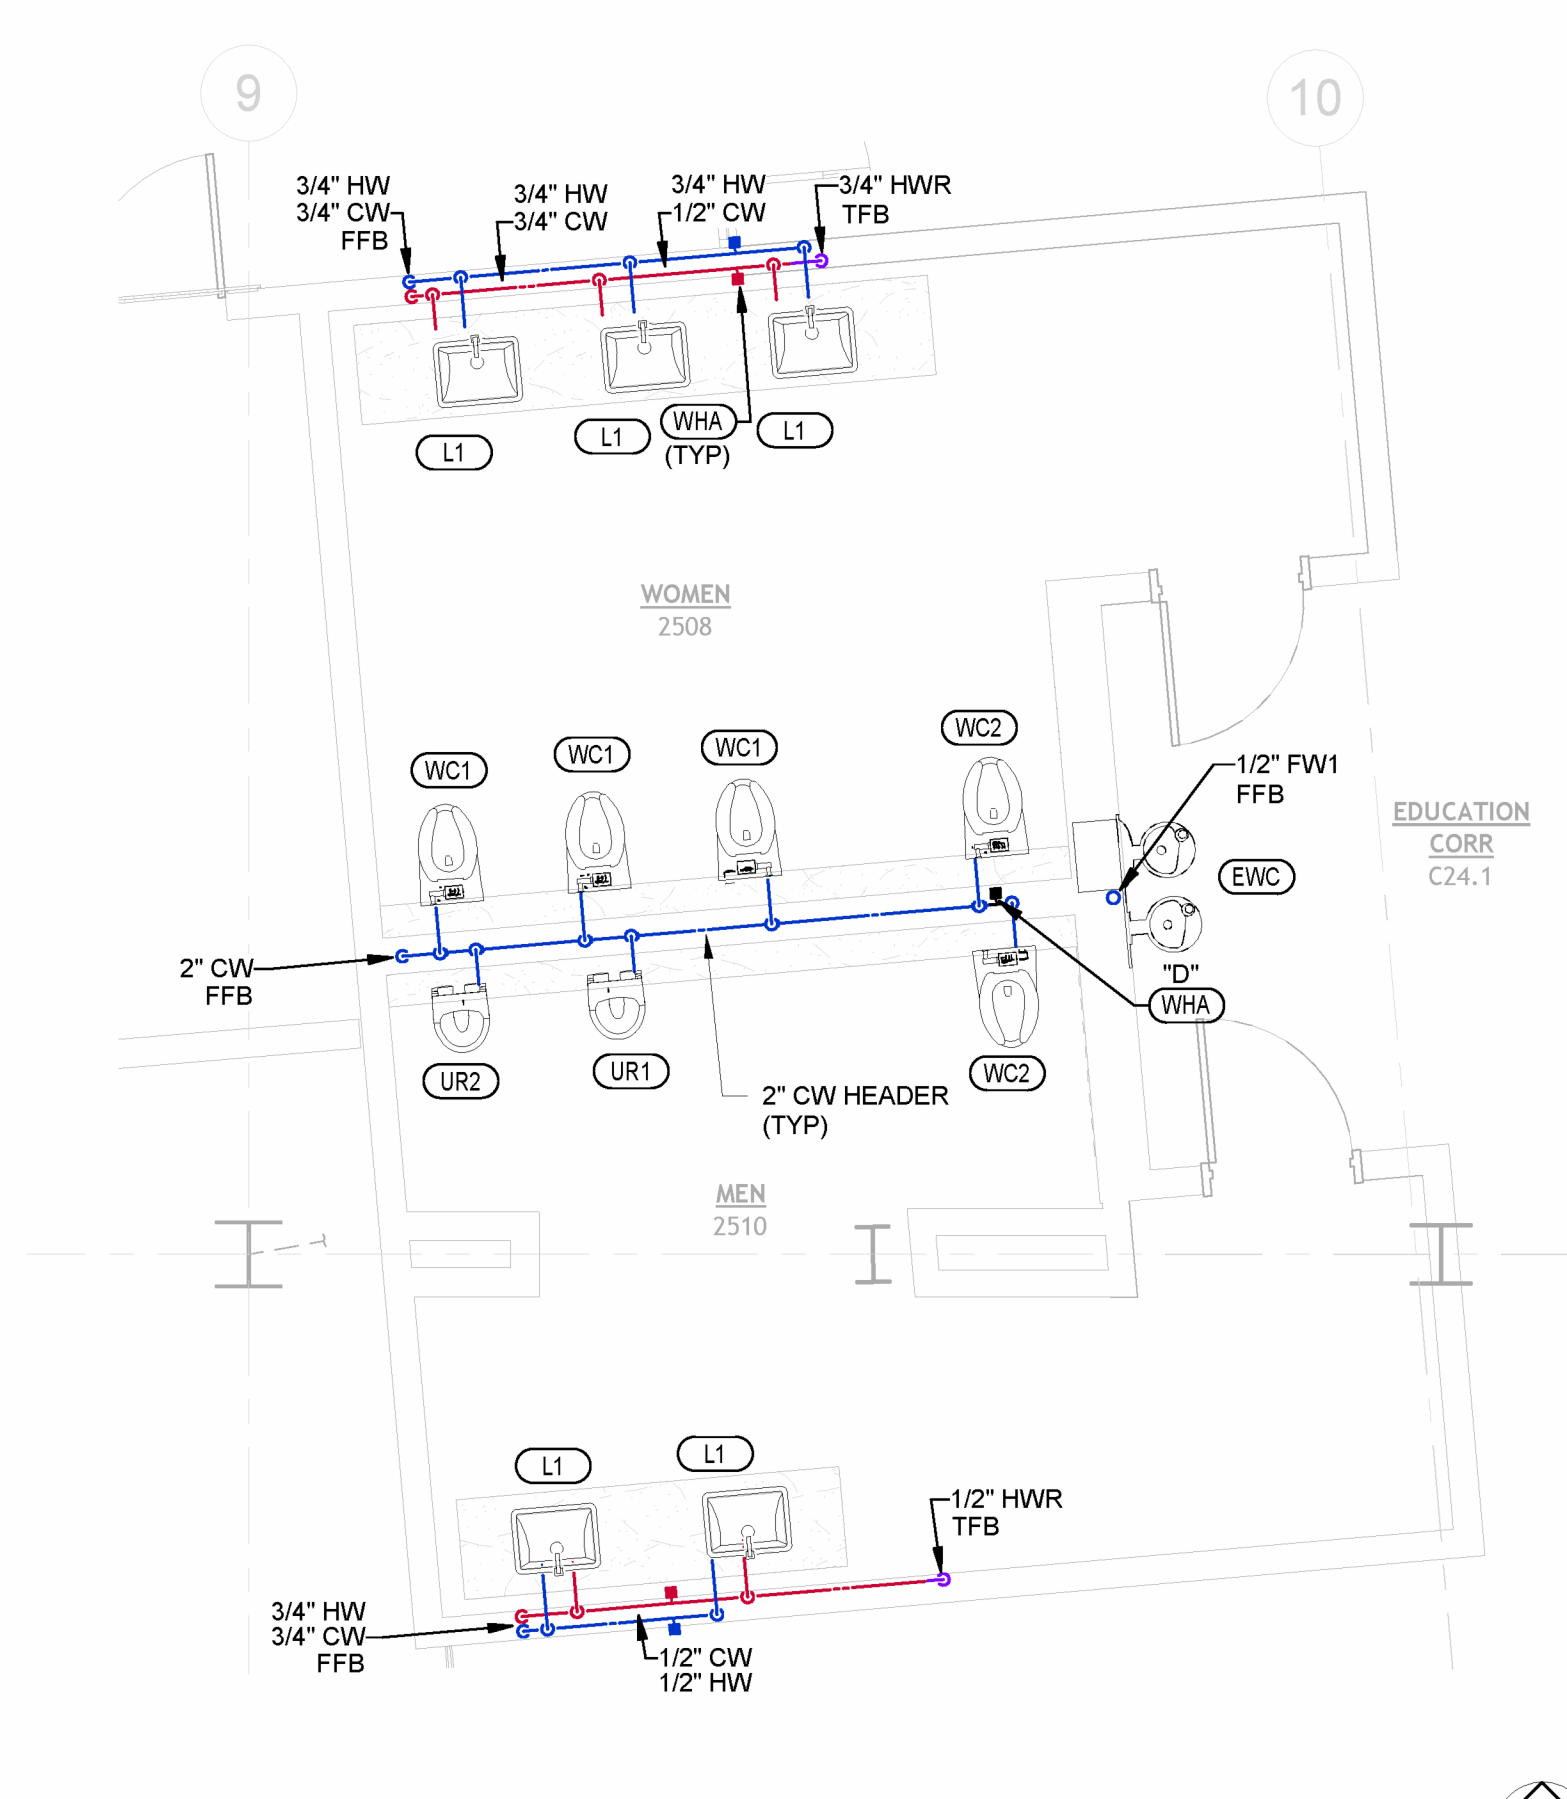 9
10
3/4" HW
3/4" CW
FFB
3/4" HW
3/4" CW
3/4" HW
1/2" CW
3/4" HWR
TFB
L1
L1
WHA
(TYP)
L1
WOMEN
2508
WC1
WC1
WC1
WC2
1/2" FW1
FFB
EDUCATION
CORR
C24.1
EWC
2" CW
FFB
"D"
WHA
UR2
UR1
WC2
2" CW HEADER
(TYP)
MEN
2510
L1
L1
1/2" HWR
TFB
3/4" HW
3/4" CW
FFB
1/2" CW
1/2" HW